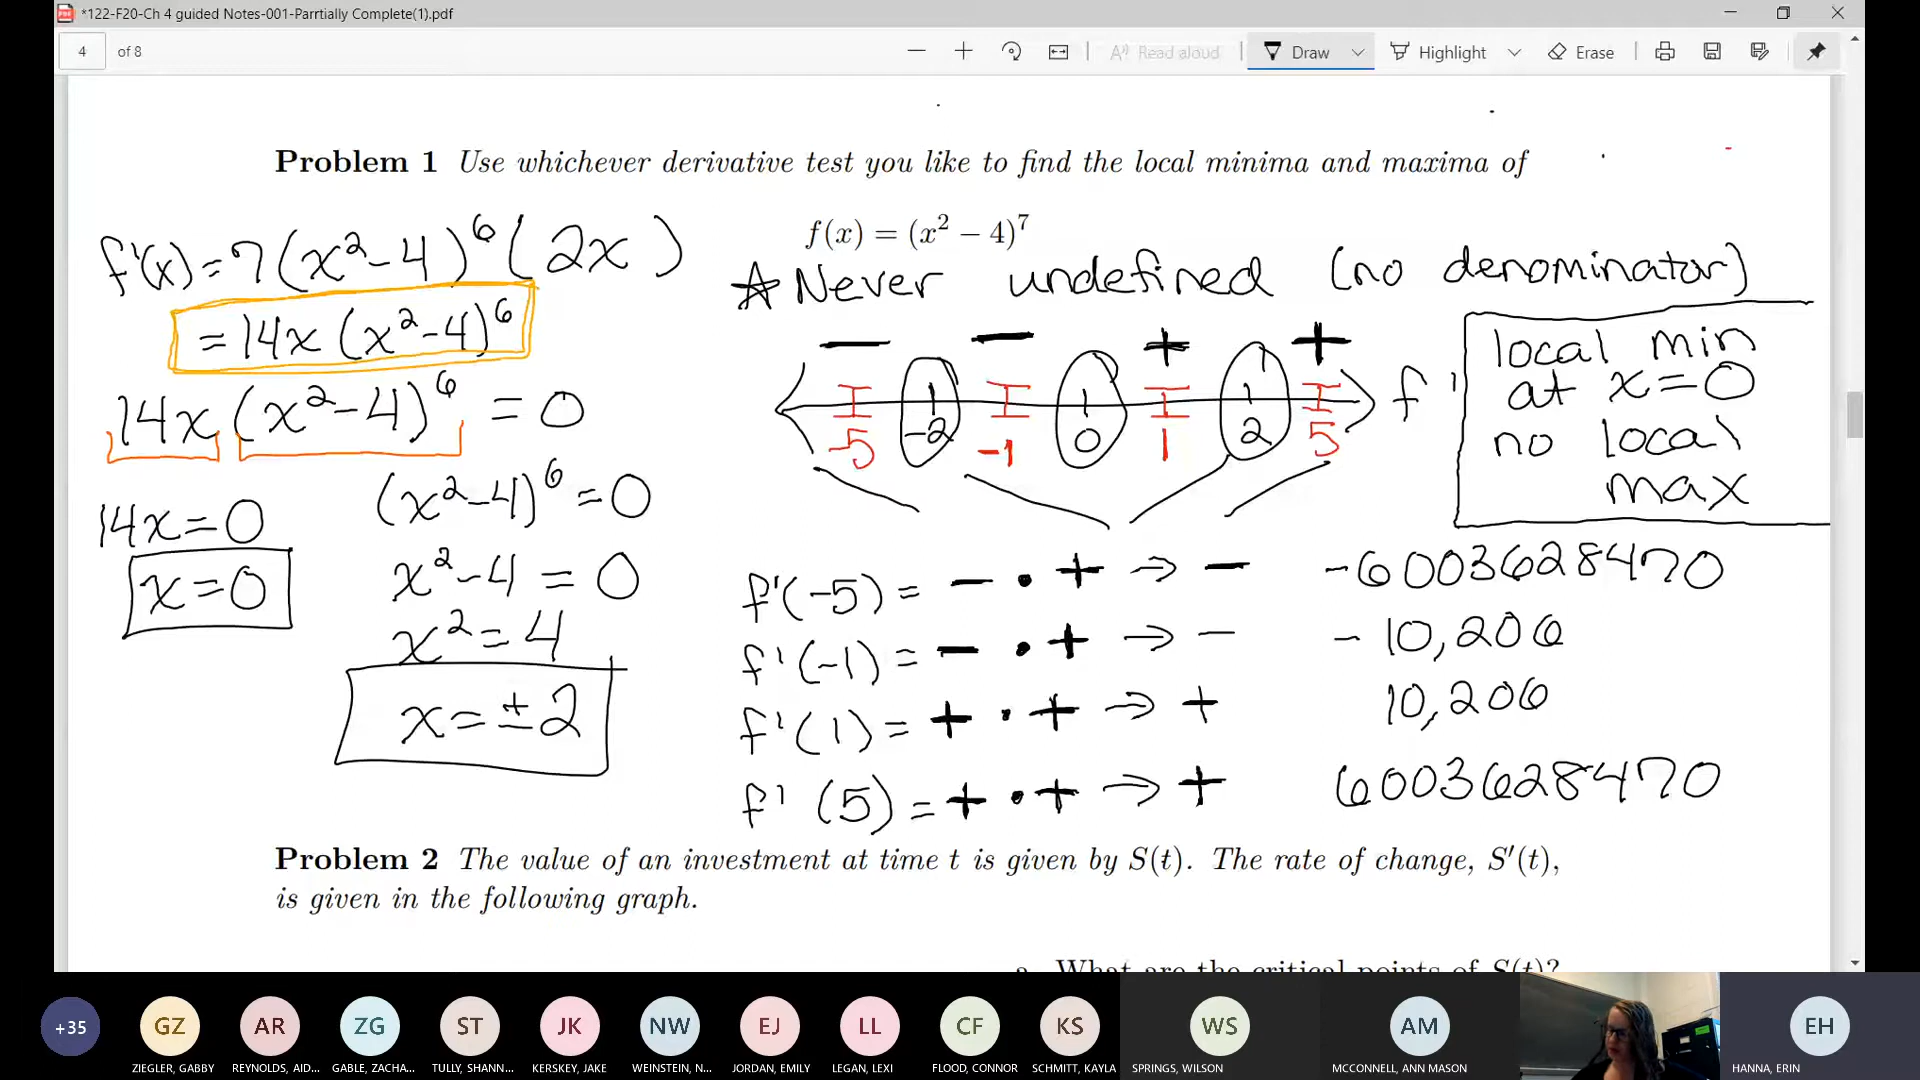 *122-F20-Ch 4 guided Notes-001-Parrtially Complete(1).pdf
4 of 8
Read aloud Draw Highlight Erase
Problem 1 Use whichever derivative test you like to find the local minima and maxima of
f(x) = (x² − 4)⁷
f'(x) = 7(x²-4)⁶(2x)
= 14x(x²-4)⁶
14x(x²-4)⁶ = 0
14x = 0
x = 0
(x²-4)⁶ = 0
x²-4 = 0
x² = 4
x = ±2
☆ Never undefined (no denominator)
− − + +
-5 -2 -1 0 1 2 5 f'
local min
at x=0
no local
max
f'(-5) = − • + → − -6003628470
f'(-1) = − • + → − -10,206
f'(1) = + • + → + 10,206
f'(5) = + • + → + 6003628470
Problem 2 The value of an investment at time t is given by S(t). The rate of change, S′(t),
is given in the following graph.
a. What are the critical points of S(t)?
+35 GZ AR ZG ST JK NW EJ LL CF KS WS AM EH
ZIEGLER, GABBY REYNOLDS, AID... GABLE, ZACHA... TULLY, SHANN... KERSKEY, JAKE WEINSTEIN, N... JORDAN, EMILY LEGAN, LEXI FLOOD, CONNOR SCHMITT, KAYLA SPRINGS, WILSON MCCONNELL, ANN MASON HANNA, ERIN